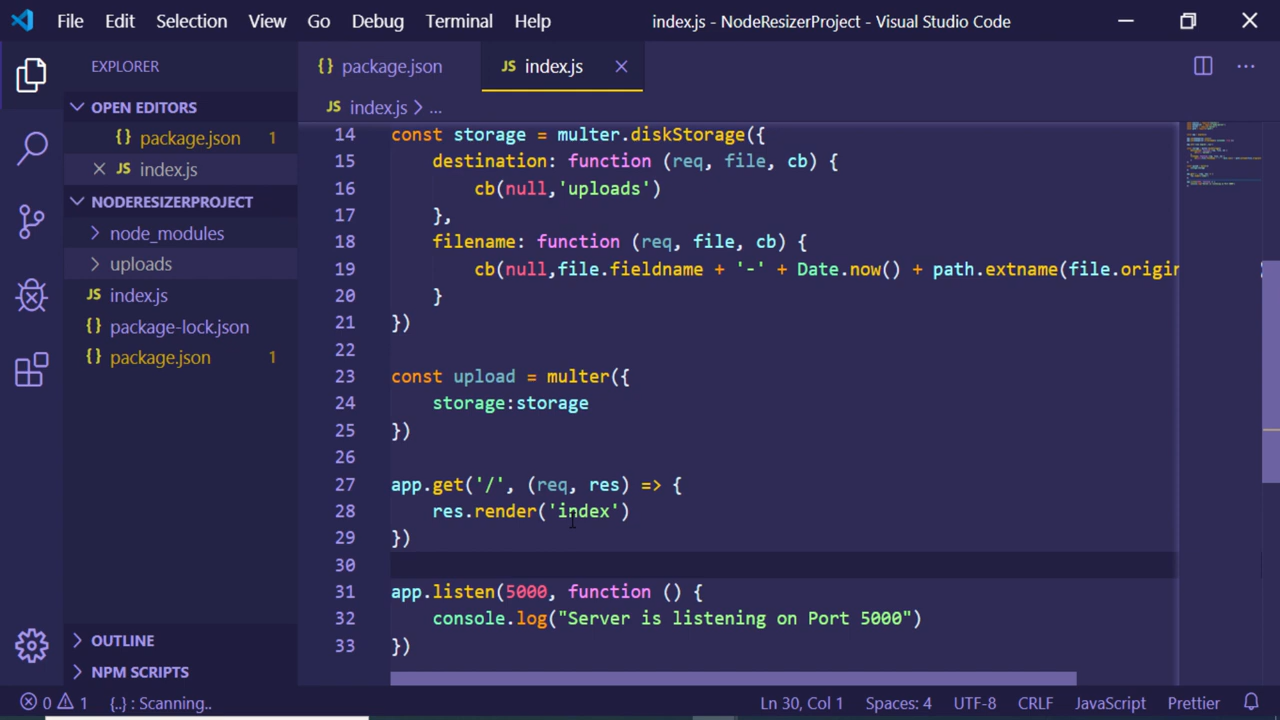 File Edit Selection View Go Debug Terminal Help index.js - NodeResizerProject - Visual Studio Code
EXPLORER
OPEN EDITORS
{} package.json 1
JS index.js
NODERESIZERPROJECT
node_modules
uploads
JS index.js
{} package-lock.json
{} package.json 1
OUTLINE
NPM SCRIPTS
{} package.json JS index.js
JS index.js > ...
14 const storage = multer.diskStorage({
15 destination: function (req, file, cb) {
16 cb(null,'uploads')
17 },
18 filename: function (req, file, cb) {
19 cb(null,file.fieldname + '-' + Date.now() + path.extname(file.origin
20 }
21 })
22
23 const upload = multer({
24 storage:storage
25 })
26
27 app.get('/', (req, res) => {
28 res.render('index')
29 })
30
31 app.listen(5000, function () {
32 console.log("Server is listening on Port 5000")
33 })
0 1 {..} : Scanning.. Ln 30, Col 1 Spaces: 4 UTF-8 CRLF JavaScript Prettier